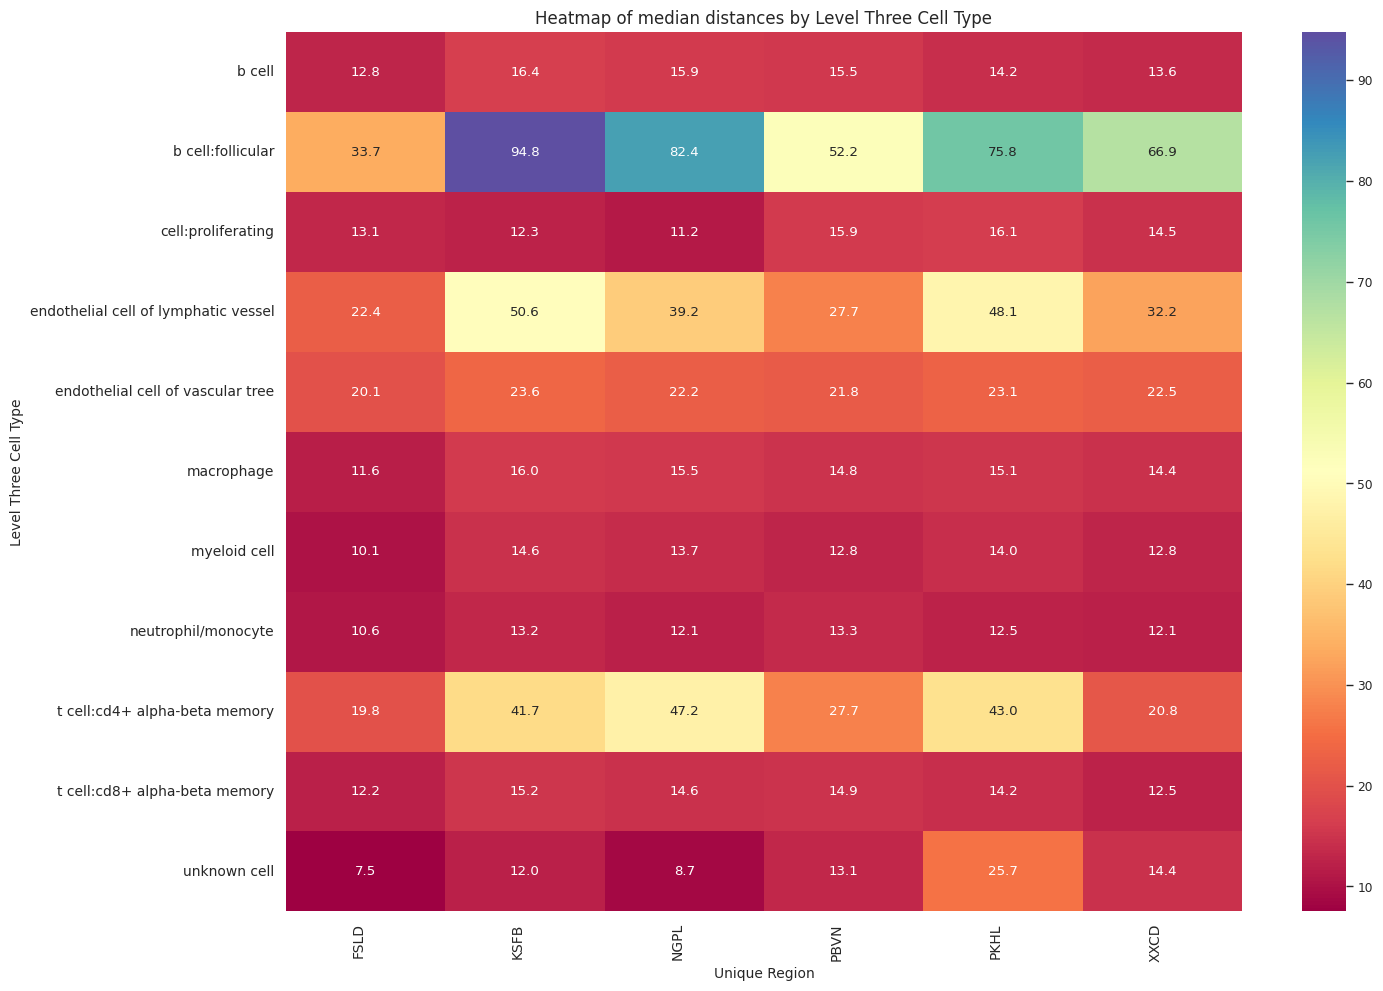 Heatmap of median distances by Level Three Cell Type
b cell 12.8 16.4 15.9 15.5 14.2 13.6
b cell:follicular 33.7 94.8 82.4 52.2 75.8 66.9
cell:proliferating 13.1 12.3 11.2 15.9 16.1 14.5
endothelial cell of lymphatic vessel 22.4 50.6 39.2 27.7 48.1 32.2
endothelial cell of vascular tree 20.1 23.6 22.2 21.8 23.1 22.5
macrophage 11.6 16.0 15.5 14.8 15.1 14.4
myeloid cell 10.1 14.6 13.7 12.8 14.0 12.8
neutrophil/monocyte 10.6 13.2 12.1 13.3 12.5 12.1
t cell:cd4+ alpha-beta memory 19.8 41.7 47.2 27.7 43.0 20.8
t cell:cd8+ alpha-beta memory 12.2 15.2 14.6 14.9 14.2 12.5
unknown cell 7.5 12.0 8.7 13.1 25.7 14.4
FSLD KSFB NGPL PBVN PKHL XXCD
Unique Region
Level Three Cell Type
90
80
70
60
50
40
30
20
10